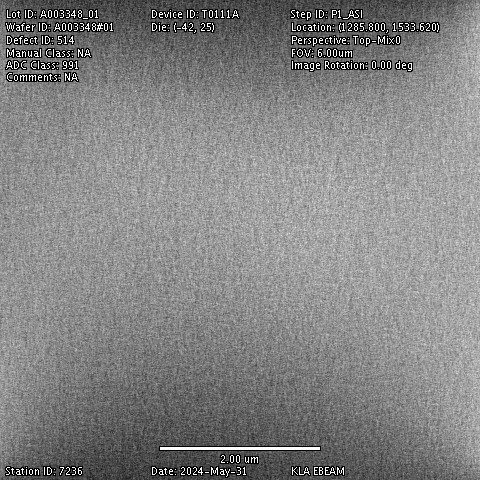 Lot ID: A003348_01 Device ID: T0111A Step ID: P1_ASI
Wafer ID: A003348#01 Die: (-42, 25) Location: (1285.800, 1533.620)
Defect ID: 514 Perspective: Top-Mix0
Manual Class: NA FOV: 6.00um
ADC Class: 991 Image Rotation: 0.00 deg
Comments: NA
2.00 um
Station ID: 7236 Date: 2024-May-31 KLA EBEAM